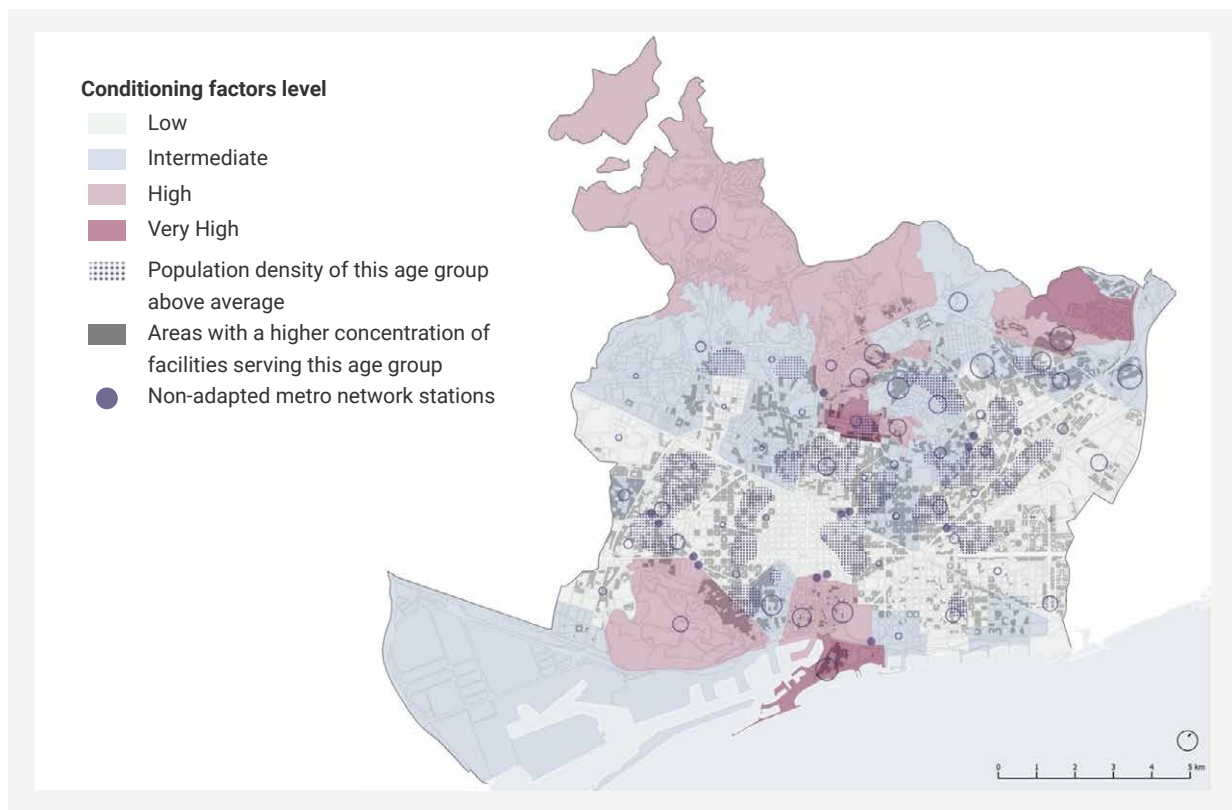 Conditioning factors level
Low
Intermediate
High
Very High
Population density of this age group
above average
Areas with a higher concentration of
facilities serving this age group
Non-adapted metro network stations
0 1 2 3 4 5 km